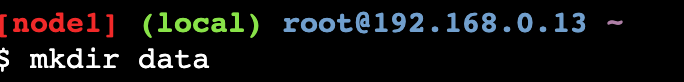 [node1] (local) root@192.168.0.13 ~
$ mkdir data